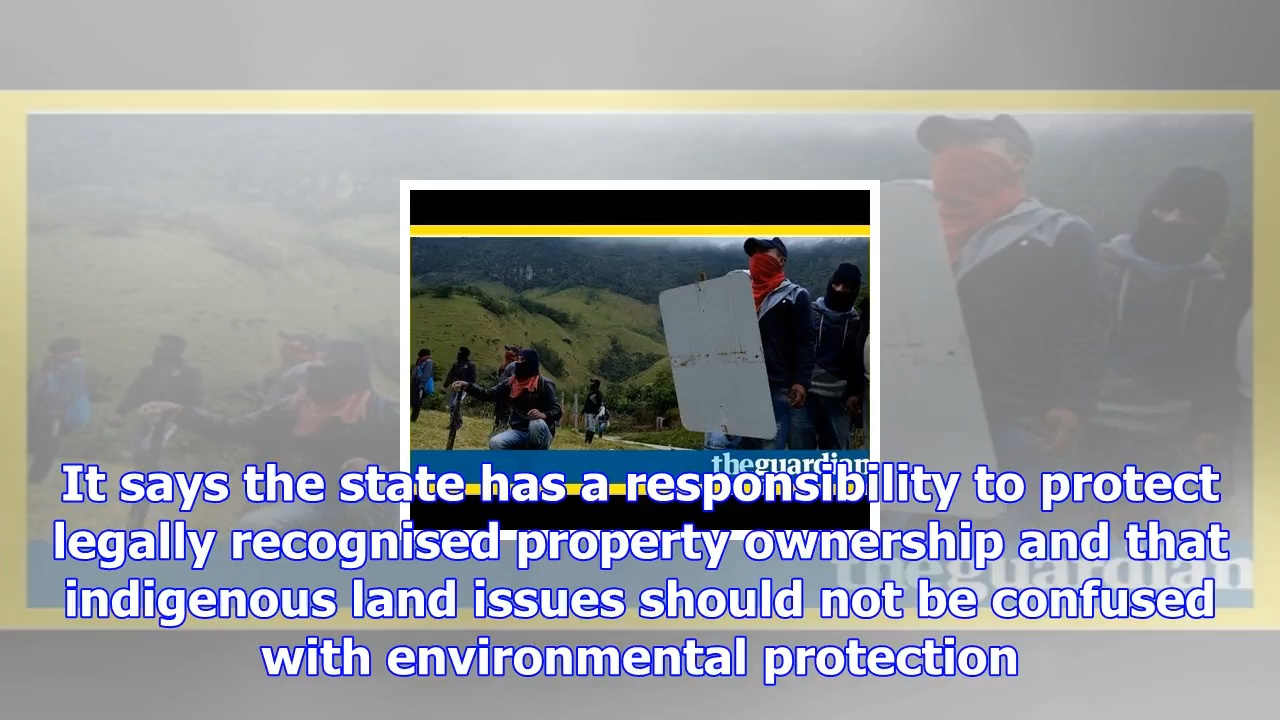 theguardian
It says the state has a responsibility to protect
legally recognised property ownership and that
indigenous land issues should not be confused
with environmental protection
theguardian